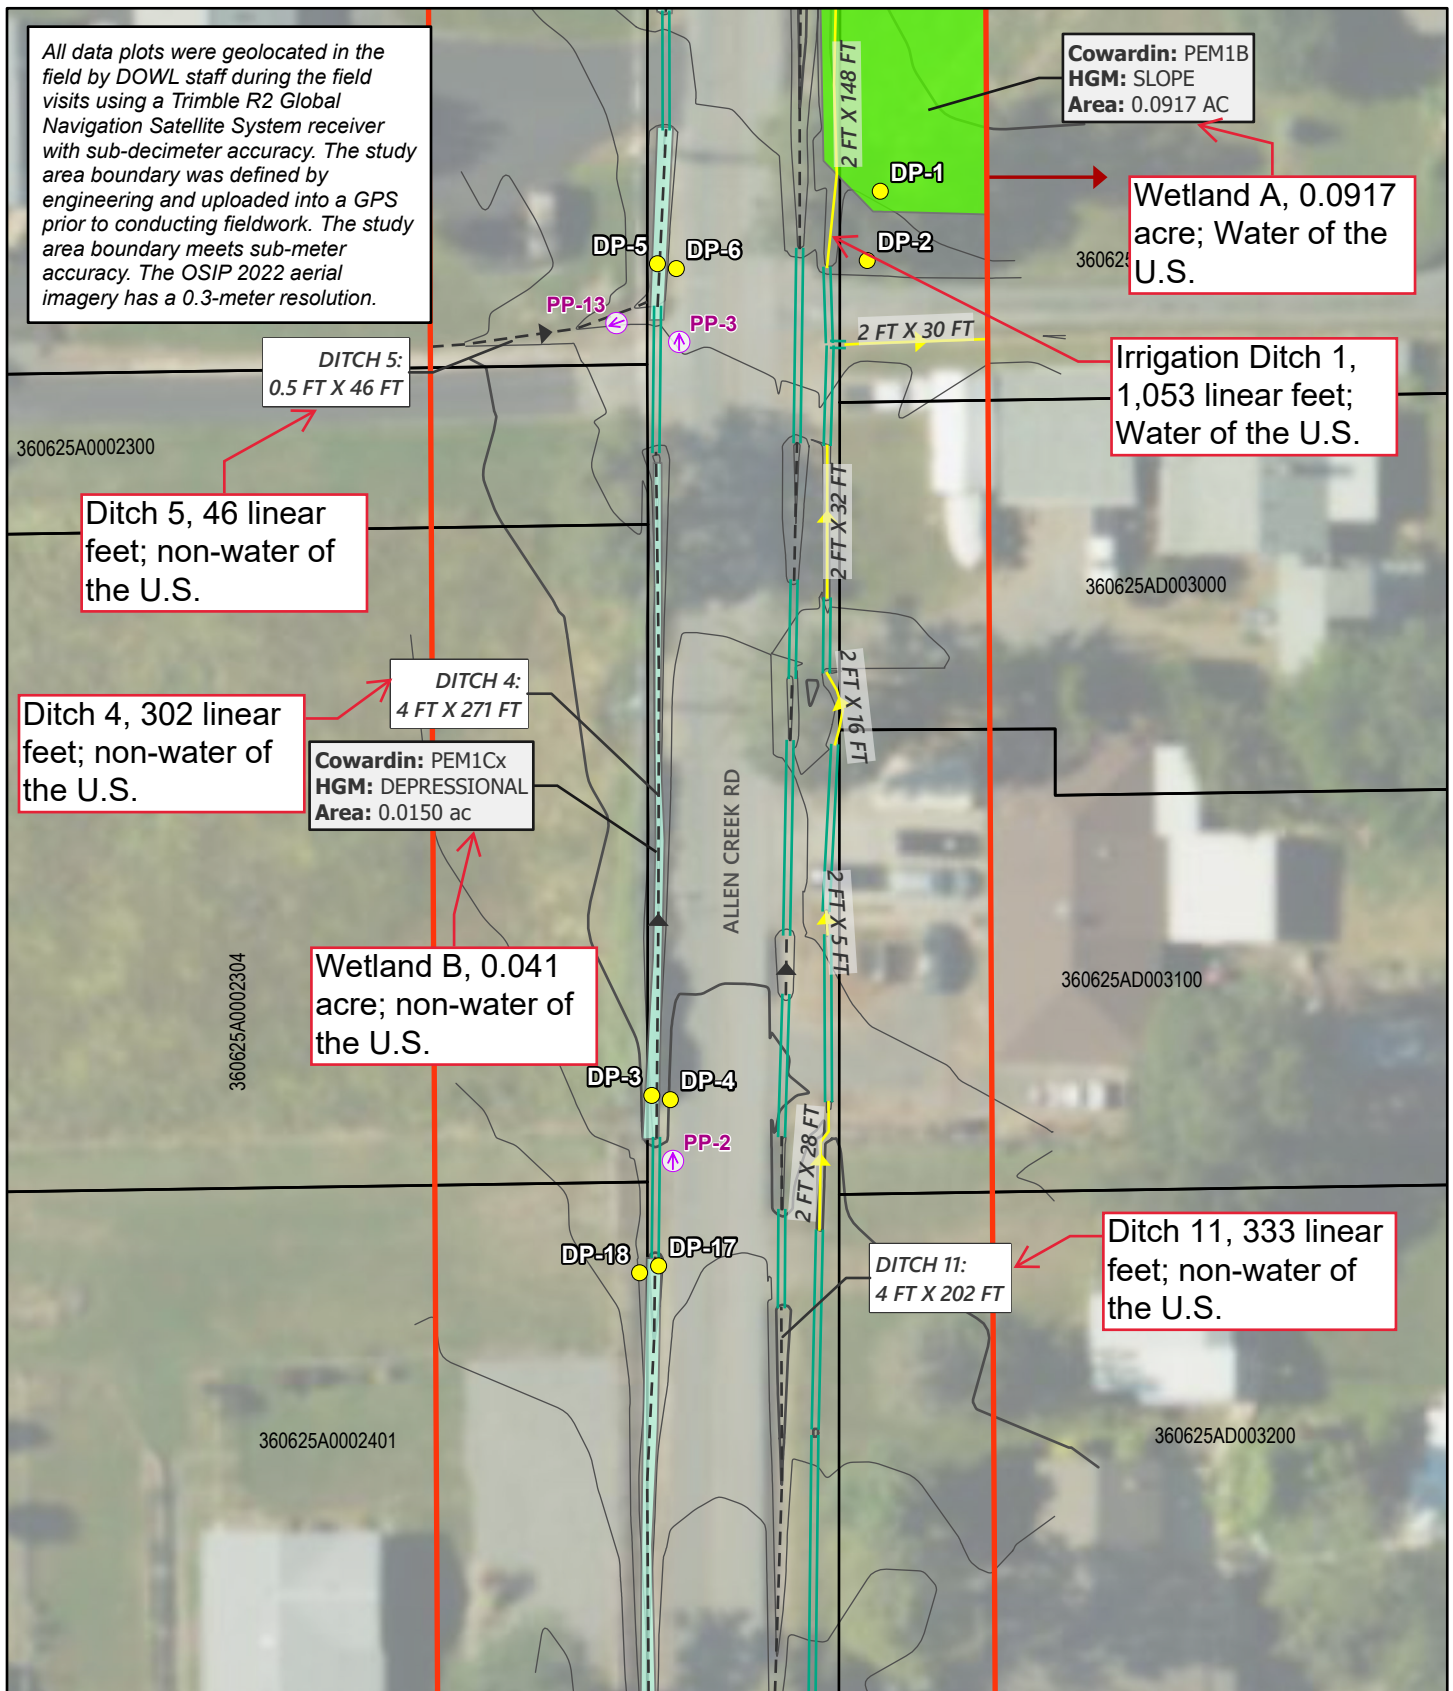 All data plots were geolocated in the
field by DOWL staff during the field
visits using a Trimble R2 Global
Navigation Satellite System receiver
with sub-decimeter accuracy. The study
area boundary was defined by
engineering and uploaded into a GPS
prior to conducting fieldwork. The study
area boundary meets sub-meter
accuracy. The OSIP 2022 aerial
imagery has a 0.3-meter resolution.
2 FT X 148 FT
Cowardin: PEM1B
HGM: SLOPE
Area: 0.0917 AC
DP-1
Wetland A, 0.0917
acre; Water of the
U.S.
DP-5
DP-6
DP-2
360625
PP-13
PP-3
2 FT X 30 FT
DITCH 5:
0.5 FT X 46 FT
Irrigation Ditch 1,
1,053 linear feet;
Water of the U.S.
360625A0002300
Ditch 5, 46 linear
feet; non-water of
the U.S.
2 FT X 32 FT
360625AD003000
DITCH 4:
4 FT X 271 FT
2 FT X 16 FT
Ditch 4, 302 linear
feet; non-water of
the U.S.
Cowardin: PEM1Cx
HGM: DEPRESSIONAL
Area: 0.0150 ac
ALLEN CREEK RD
2 FT X 5 FT
Wetland B, 0.041
acre; non-water of
the U.S.
360625A0002304
360625AD003100
DP-3
DP-4
PP-2
2 FT X 28 FT
DP-18
DP-17
DITCH 11:
4 FT X 202 FT
Ditch 11, 333 linear
feet; non-water of
the U.S.
360625A0002401
360625AD003200